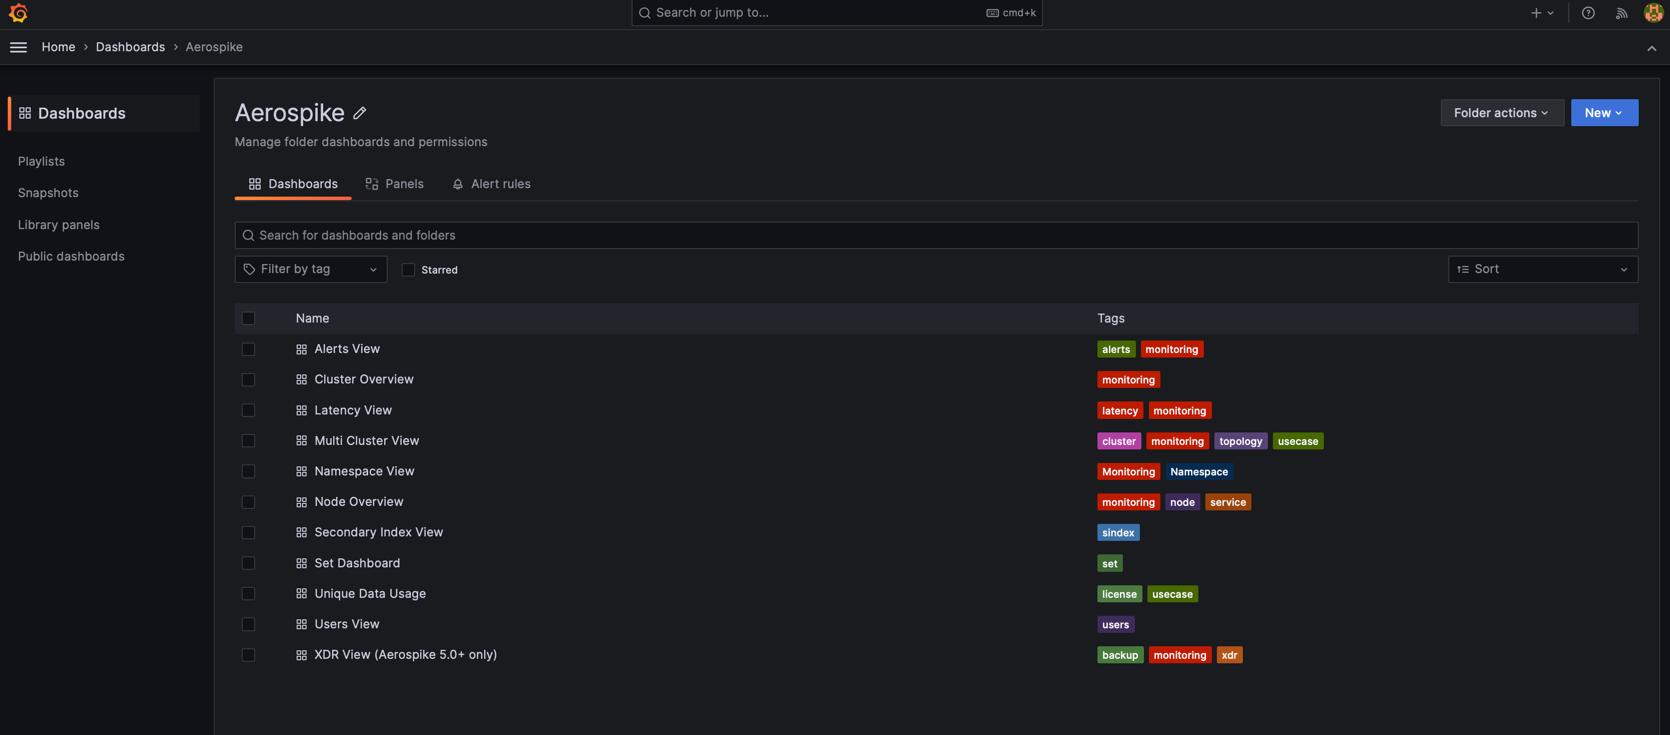 Search or jump to... cmd+k
Home › Dashboards › Aerospike
Dashboards
Playlists
Snapshots
Library panels
Public dashboards
Aerospike
Folder actions New
Manage folder dashboards and permissions
Dashboards Panels Alert rules
Search for dashboards and folders
Filter by tag Starred Sort
Name Tags
Alerts View alerts monitoring
Cluster Overview monitoring
Latency View latency monitoring
Multi Cluster View cluster monitoring topology usecase
Namespace View Monitoring Namespace
Node Overview monitoring node service
Secondary Index View sindex
Set Dashboard set
Unique Data Usage license usecase
Users View users
XDR View (Aerospike 5.0+ only) backup monitoring xdr